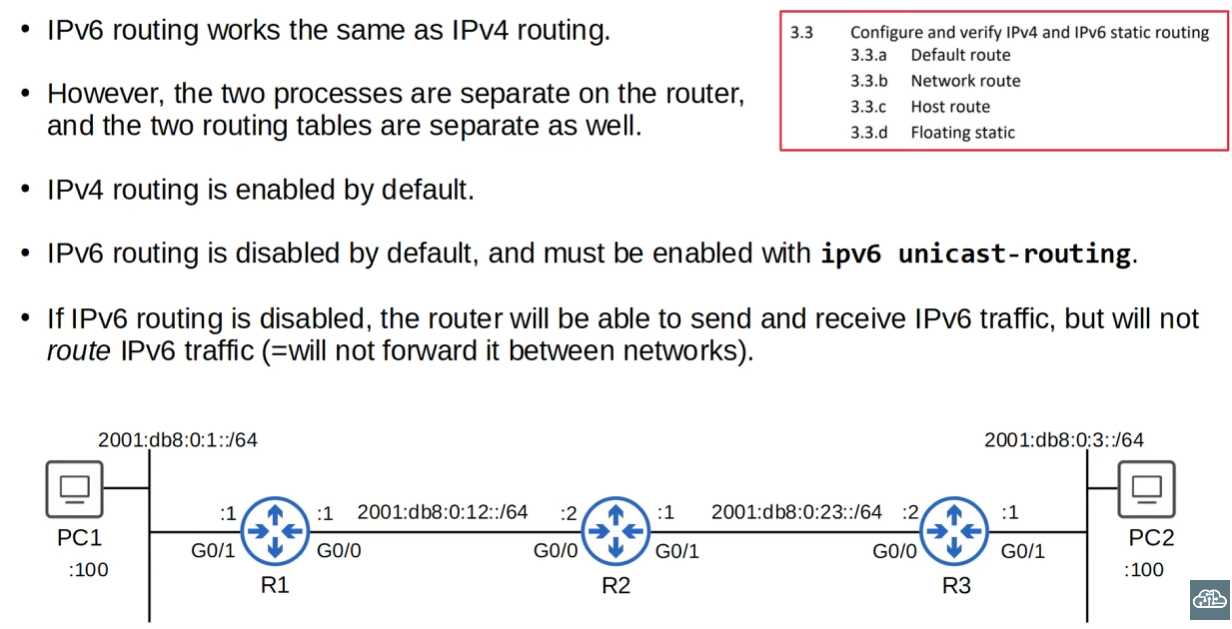 • IPv6 routing works the same as IPv4 routing.
3.3 Configure and verify IPv4 and IPv6 static routing
3.3.a Default route
3.3.b Network route
3.3.c Host route
3.3.d Floating static
• However, the two processes are separate on the router,
and the two routing tables are separate as well.
• IPv4 routing is enabled by default.
• IPv6 routing is disabled by default, and must be enabled with ipv6 unicast-routing.
• If IPv6 routing is disabled, the router will be able to send and receive IPv6 traffic, but will not
route IPv6 traffic (=will not forward it between networks).
2001:db8:0:1::/64
2001:db8:0:3::/64
:1
:1
2001:db8:0:12::/64
:2
:1
2001:db8:0:23::/64
:2
:1
PC1
G0/1
G0/0
G0/0
G0/1
G0/0
G0/1
PC2
:100
R1
R2
R3
:100